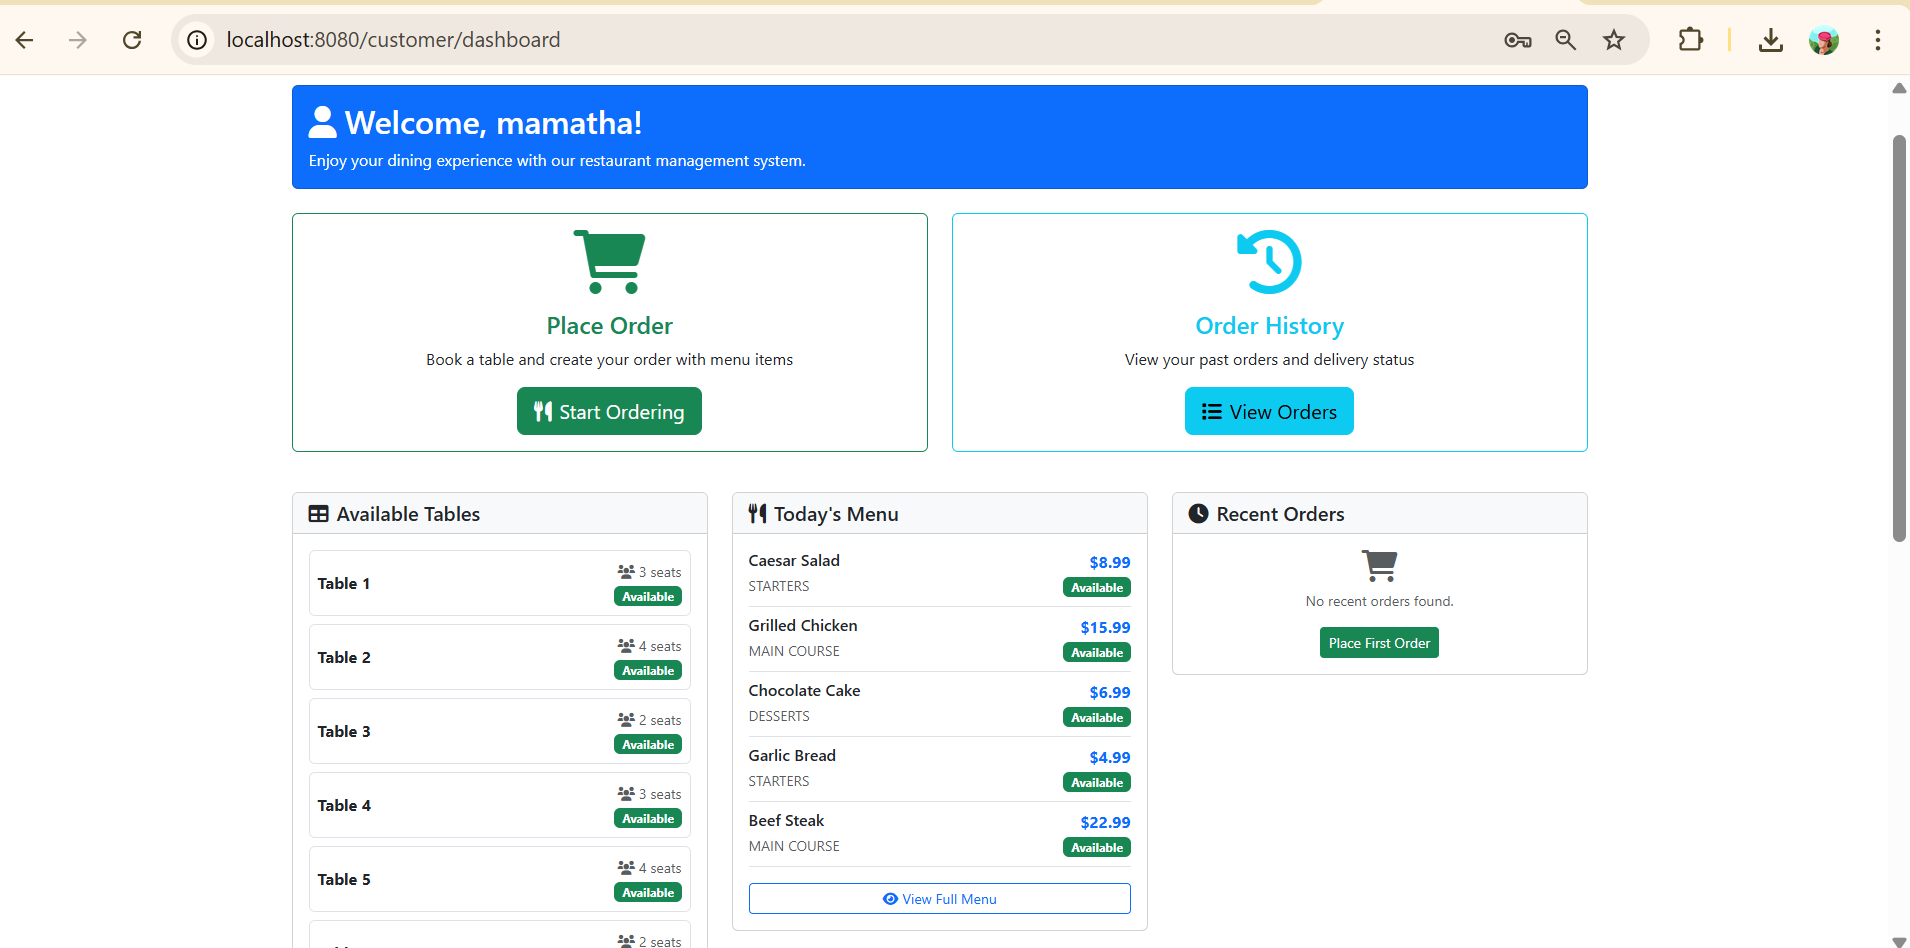 localhost:8080/customer/dashboard
Welcome, mamatha!
Enjoy your dining experience with our restaurant management system.
Place Order
Book a table and create your order with menu items
Start Ordering
Order History
View your past orders and delivery status
View Orders
Available Tables
Table 1
3 seats
Available
Table 2
4 seats
Available
Table 3
2 seats
Available
Table 4
3 seats
Available
Table 5
4 seats
Available
2 seats
Today's Menu
Caesar Salad
$8.99
STARTERS
Available
Grilled Chicken
$15.99
MAIN COURSE
Available
Chocolate Cake
$6.99
DESSERTS
Available
Garlic Bread
$4.99
STARTERS
Available
Beef Steak
$22.99
MAIN COURSE
Available
View Full Menu
Recent Orders
No recent orders found.
Place First Order